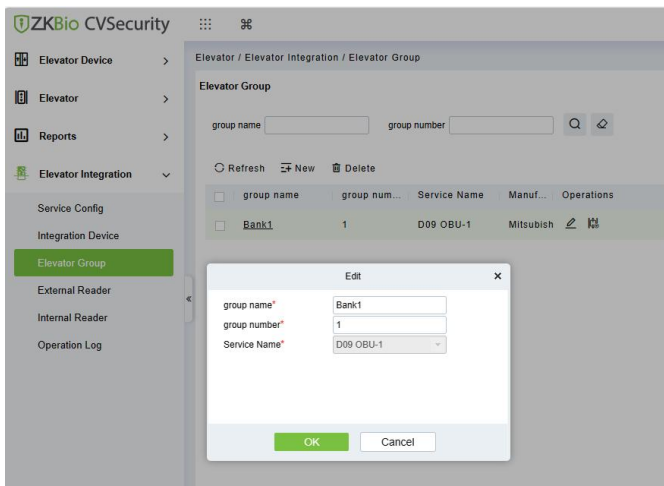 ZKBio CVSecurity
Elevator Device
Elevator
Reports
Elevator Integration
Service Config
Integration Device
Elevator Group
External Reader
Internal Reader
Operation Log
Elevator / Elevator Integration / Elevator Group
Elevator Group
group name
group number
Refresh New Delete
group name group num... Service Name Manuf... Operations
Bank1 1 D09 OBU-1 Mitsubish
Edit
group name* Bank1
group number* 1
Service Name* D09 OBU-1
OK Cancel